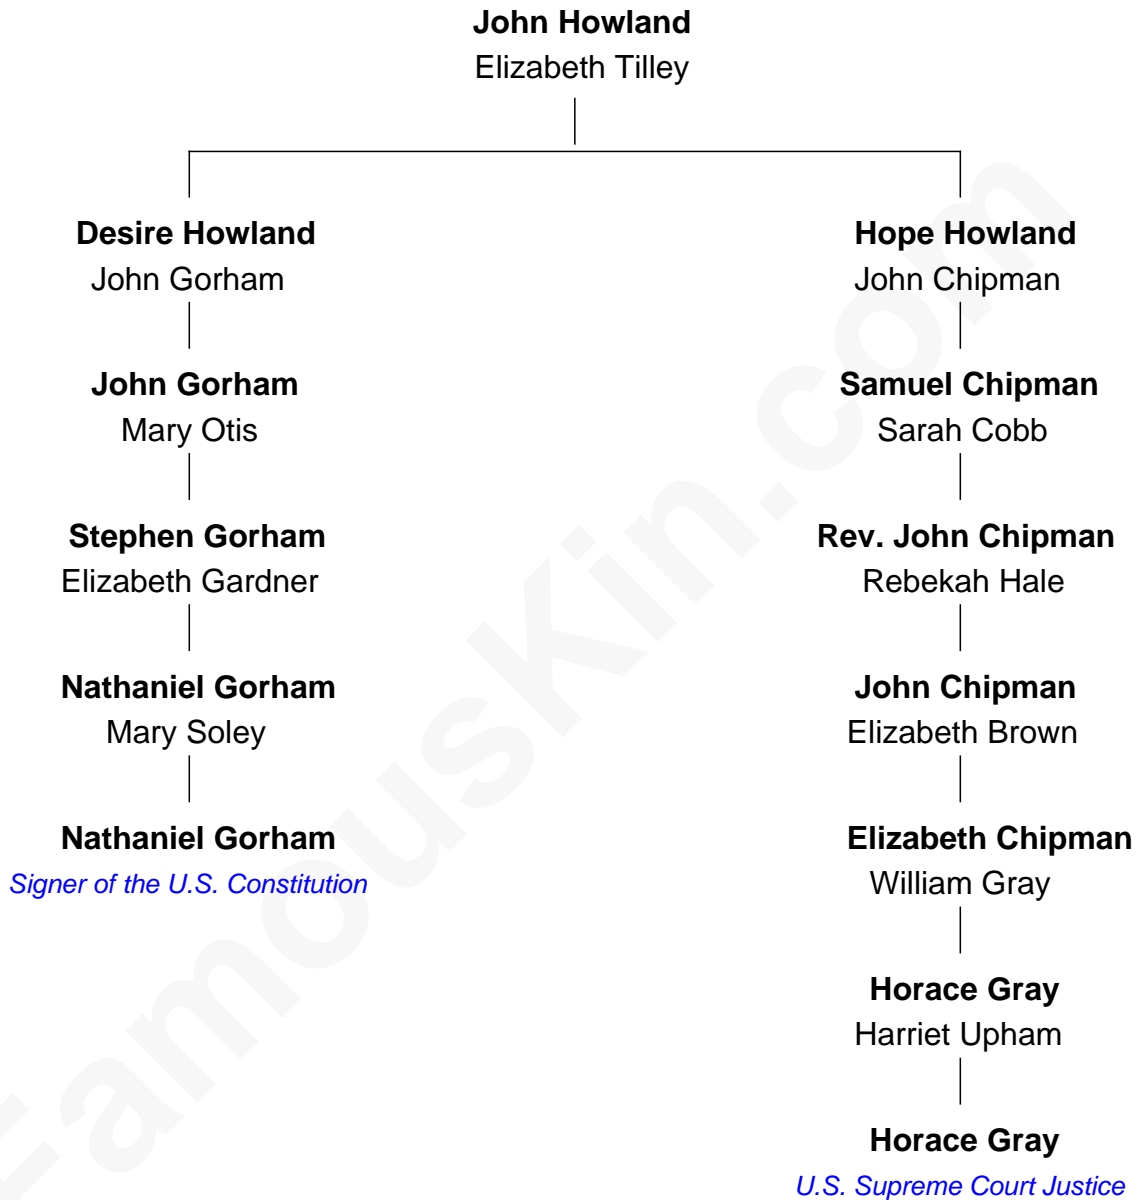 John Howland
Elizabeth Tilley
Desire Howland
John Gorham
Hope Howland
John Chipman
John Gorham
Mary Otis
Samuel Chipman
Sarah Cobb
Stephen Gorham
Elizabeth Gardner
Rev. John Chipman
Rebekah Hale
Nathaniel Gorham
Mary Soley
John Chipman
Elizabeth Brown
Nathaniel Gorham
Signer of the U.S. Constitution
Elizabeth Chipman
William Gray
Horace Gray
Harriet Upham
Horace Gray
U.S. Supreme Court Justice
FamousKin.com